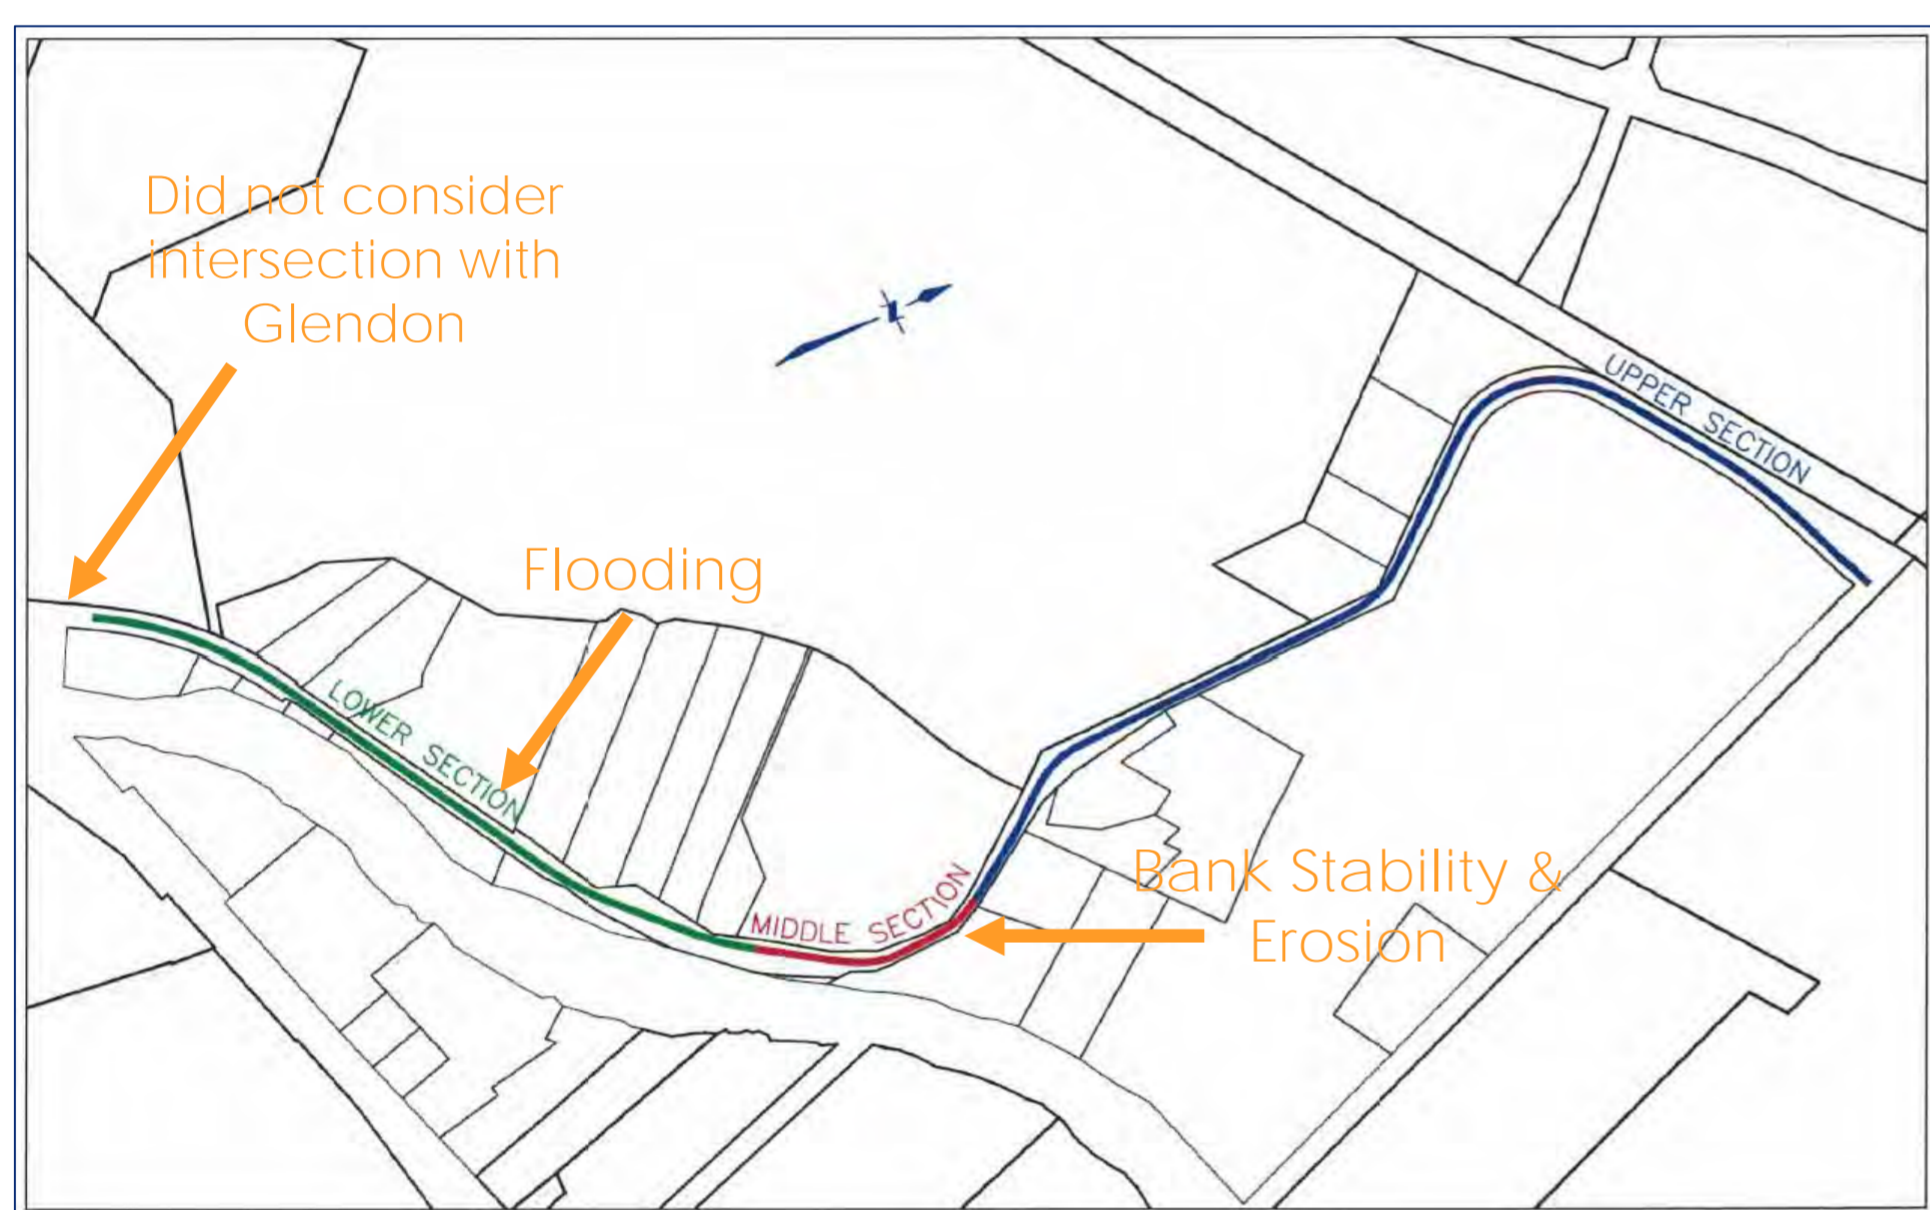 Did not consider
intersection with
Glendon
Flooding
UPPER SECTION
LOWER SECTION
MIDDLE SECTION
Bank Stability &
Erosion